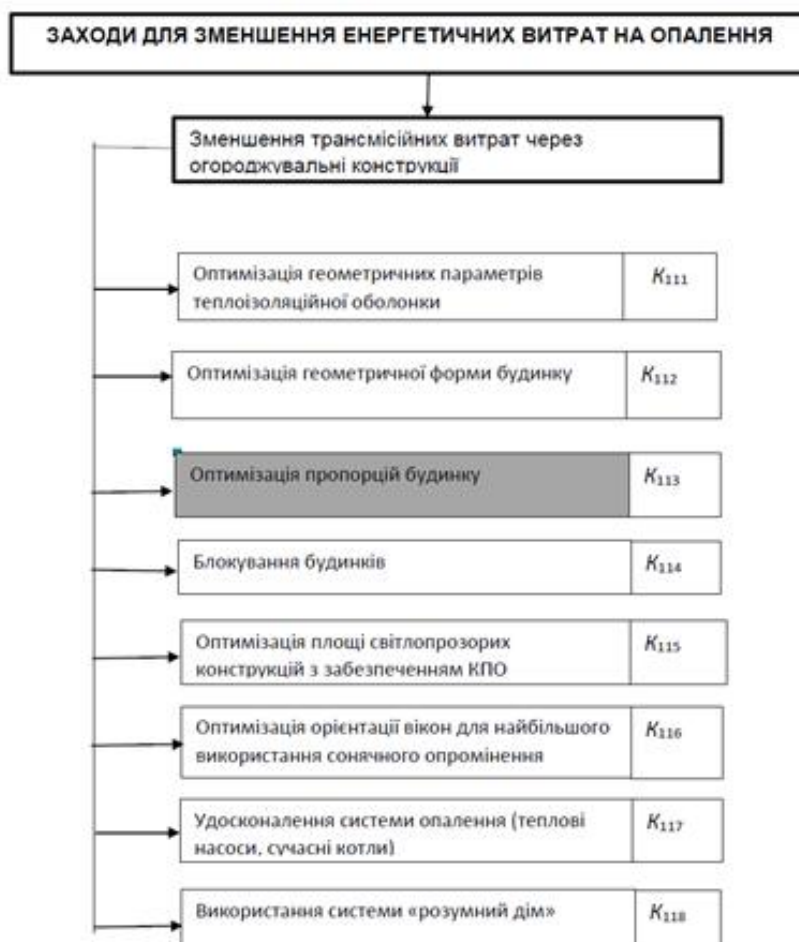 ЗАХОДИ ДЛЯ ЗМЕНШЕННЯ ЕНЕРГЕТИЧНИХ ВИТРАТ НА ОПАЛЕННЯ
Зменшення трансмісійних витрат через
огороджувальні конструкції
Оптимізація геометричних параметрів
теплоізоляційної оболонки
K111
Оптимізація геометричної форми будинку
K112
Оптимізація пропорцій будинку
K113
Блокування будинків
K114
Оптимізація площі світлопрозорих
конструкцій з забезпеченням КПО
K115
Оптимізація орієнтації вікон для найбільшого
використання сонячного опромінення
K116
Удосконалення системи опалення (теплові
насоси, сучасні котли)
K117
Використання системи «розумний дім»
K118